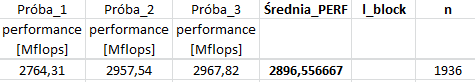 Próba_1 Próba_2 Próba_3 Średnia_PERF l_block n
performance performance performance
[Mflops] [Mflops] [Mflops]
2764,31 2957,54 2967,82 2896,556667 1936